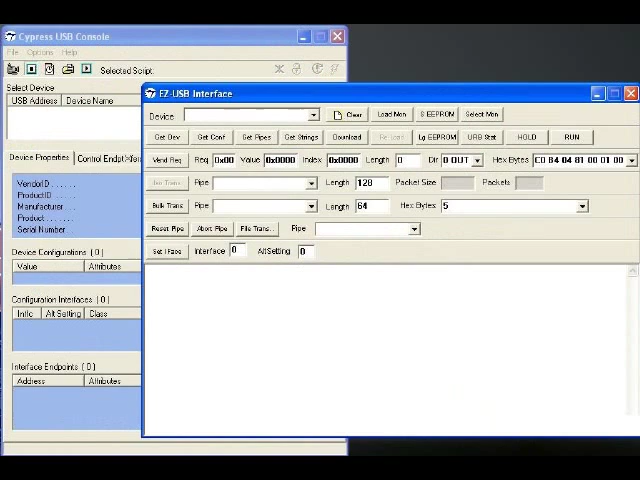 Cypress USB Console
File Options Help
Selected Script:
Select Device
USB Address Device Name
Device Properties Control Endpt
VendorID . . . . . .
ProductID . . . . . .
Manufacturer . . . .
Product . . . . . . .
Serial Number . .
Device Configurations ( 0 )
Value Attributes
Configuration Interfaces ( 0 )
Intfc Alt Setting Class
Interface Endpoints ( 0 )
Address Attributes
EZ-USB Interface
Device Clear Load Mon S EEPROM Select Mon
Get Dev Get Conf Get Pipes Get Strings Download Re-Load Lg EEPROM URB Stat HOLD RUN
Vend Req Req 0x00 Value 0x0000 Index 0x0000 Length 0 Dir 0 OUT Hex Bytes C0 B4 04 81 00 01 00
Iso Trans Pipe Length 128 Packet Size Packets
Bulk Trans Pipe Length 64 Hex Bytes 5
Reset Pipe Abort Pipe File Trans.. Pipe
Set IFace Interface 0 AltSetting 0